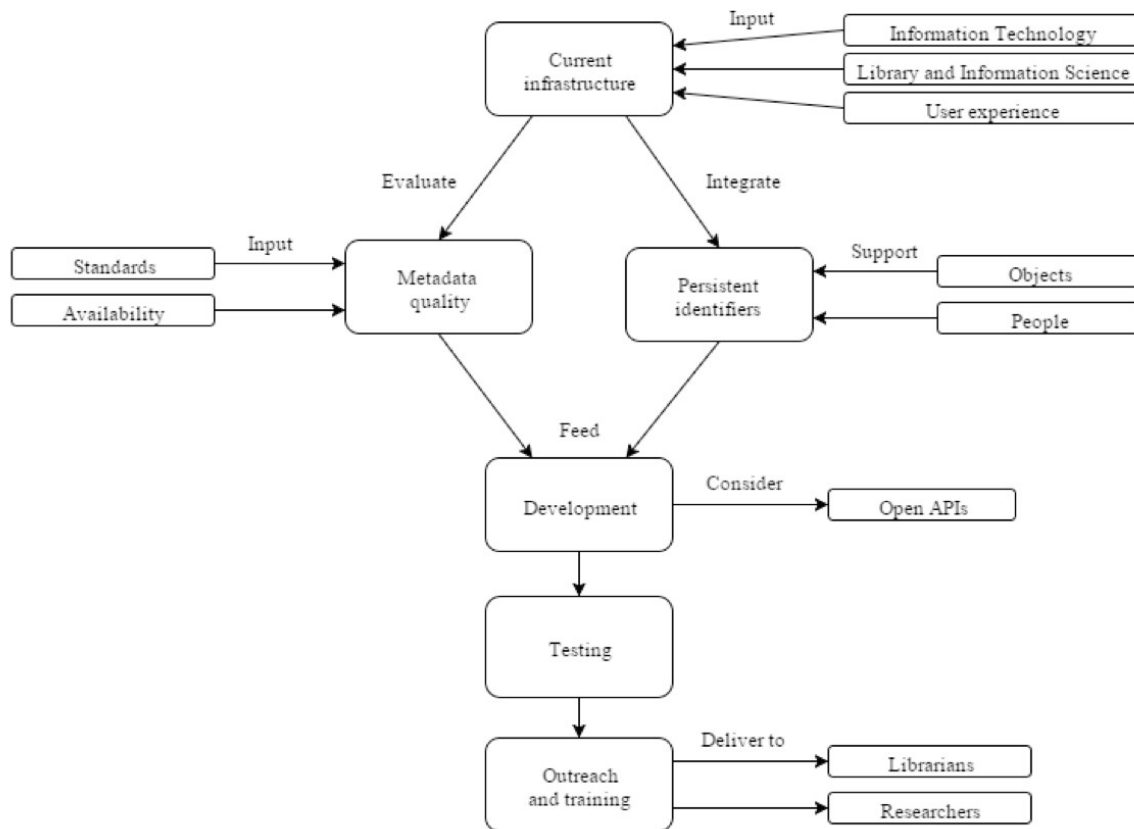 Input
Information Technology
Current
infrastructure
Library and Information Science
User experience
Evaluate
Integrate
Input
Standards
Availability
Metadata
quality
Persistent
identifiers
Support
Objects
People
Feed
Development
Consider
Open APIs
Testing
Outreach
and training
Deliver to
Librarians
Researchers